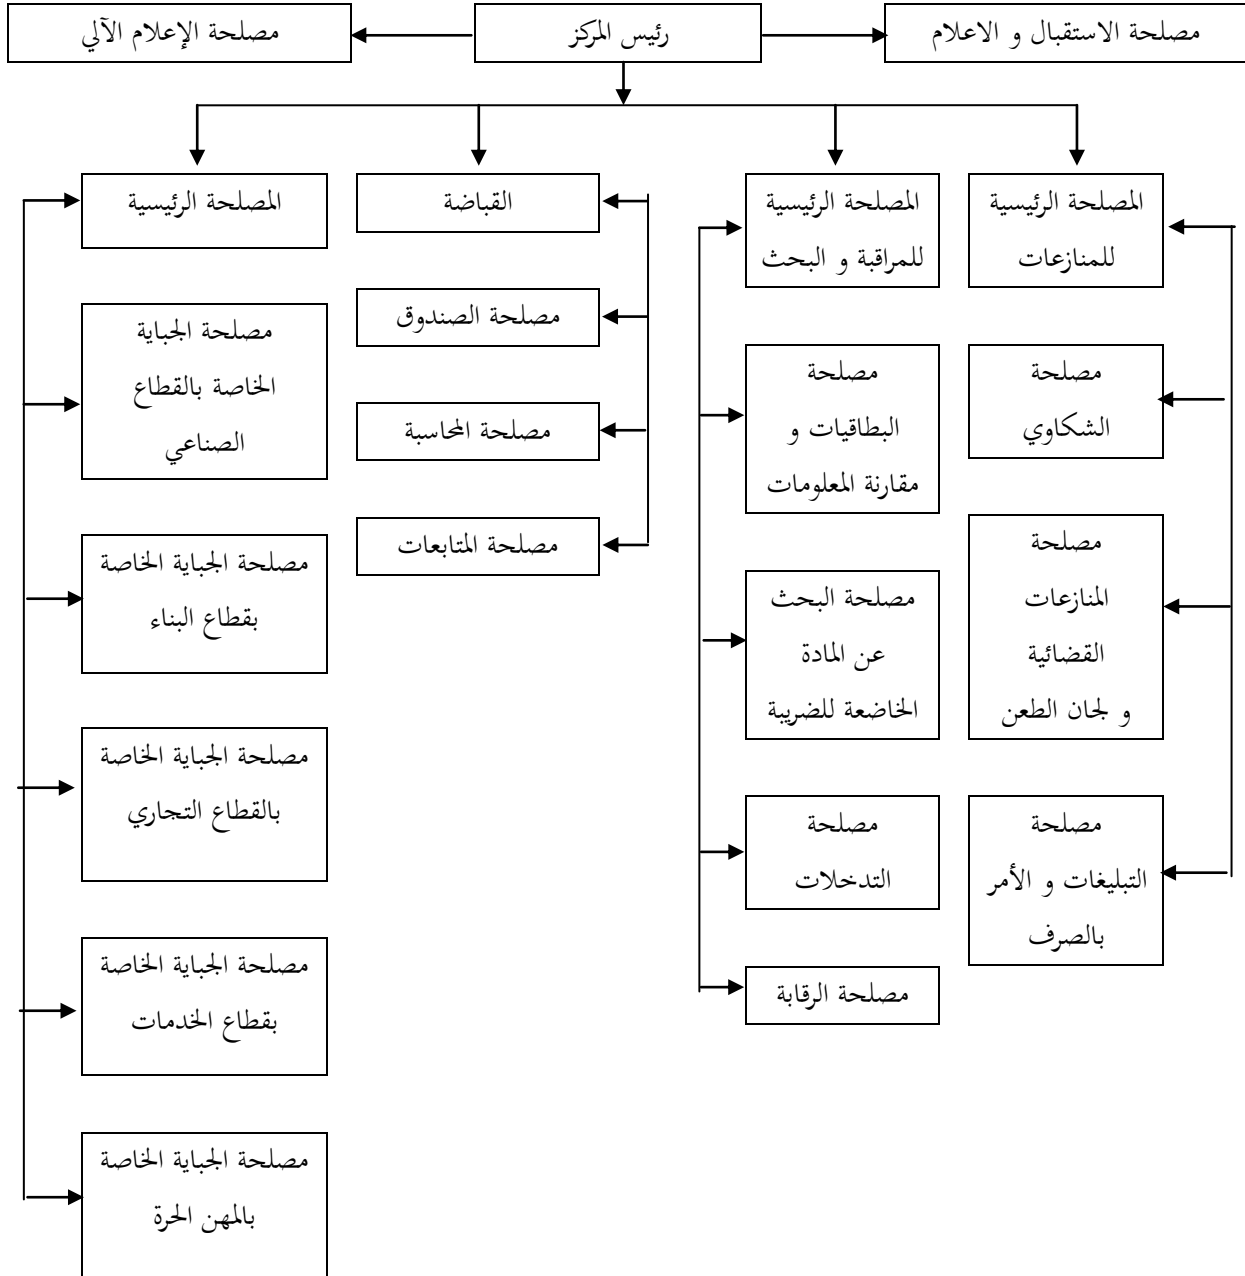 مصلحة الاستقبال و الاعلام
رئيس المركز
مصلحة الإعلام الآلي
المصلحة الرئيسية
للمنازعات
مصلحة
الشكاوي
مصلحة
المنازعات
القضائية
و لجان الطعن
مصلحة
التبليغات و الأمر
بالصرف
المصلحة الرئيسية
للمراقبة و البحث
مصلحة
البطاقيات و
مقارنة المعلومات
مصلحة البحث
عن المادة
الخاضعة للضريبة
مصلحة
التدخلات
مصلحة الرقابة
القباضة
مصلحة الصندوق
مصلحة المحاسبة
مصلحة المتابعات
المصلحة الرئيسية
مصلحة الجباية
الخاصة بالقطاع
الصناعي
مصلحة الجباية الخاصة
بقطاع البناء
مصلحة الجباية الخاصة
بالقطاع التجاري
مصلحة الجباية الخاصة
بقطاع الخدمات
مصلحة الجباية الخاصة
بالمهن الحرة